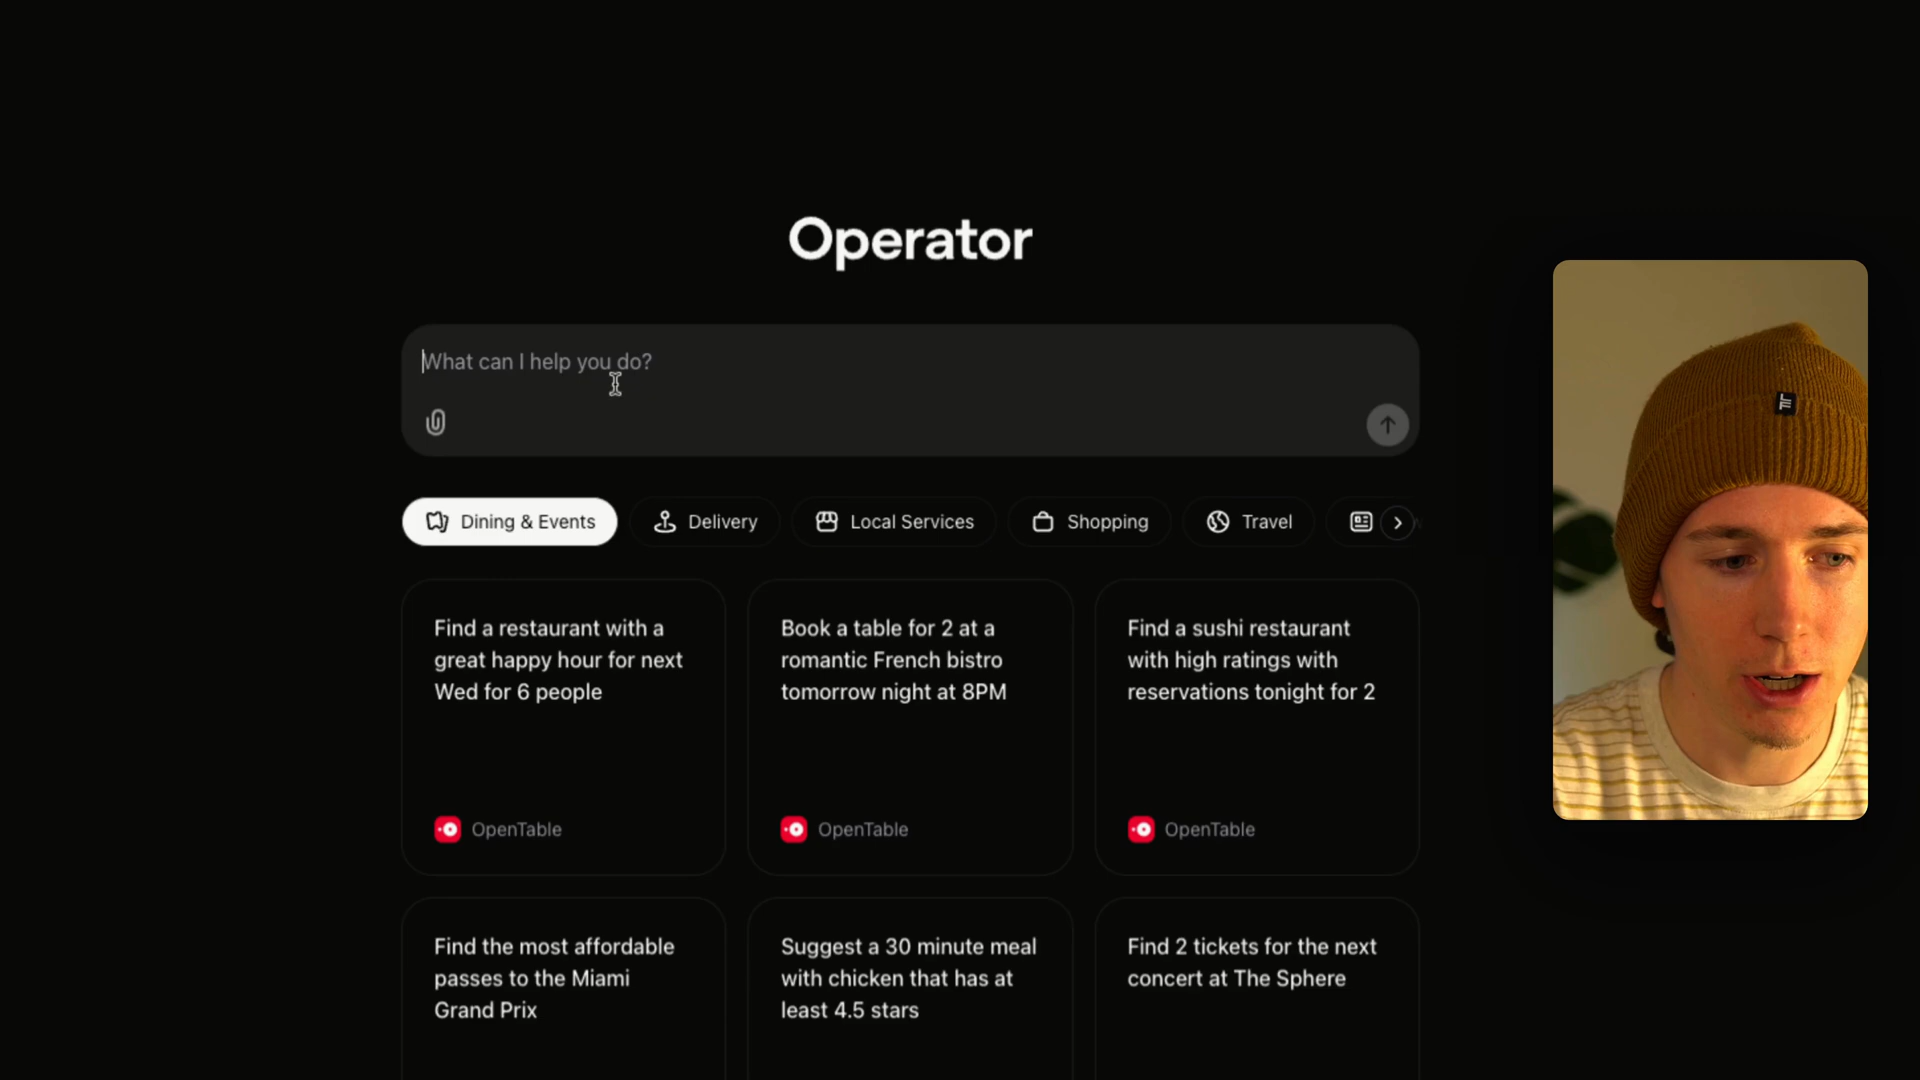 Operator
What can I help you do?
Dining & Events
Delivery
Local Services
Shopping
Travel
Find a restaurant with a
great happy hour for next
Wed for 6 people
OpenTable
Book a table for 2 at a
romantic French bistro
tomorrow night at 8PM
OpenTable
Find a sushi restaurant
with high ratings with
reservations tonight for 2
OpenTable
Find the most affordable
passes to the Miami
Grand Prix
Suggest a 30 minute meal
with chicken that has at
least 4.5 stars
Find 2 tickets for the next
concert at The Sphere